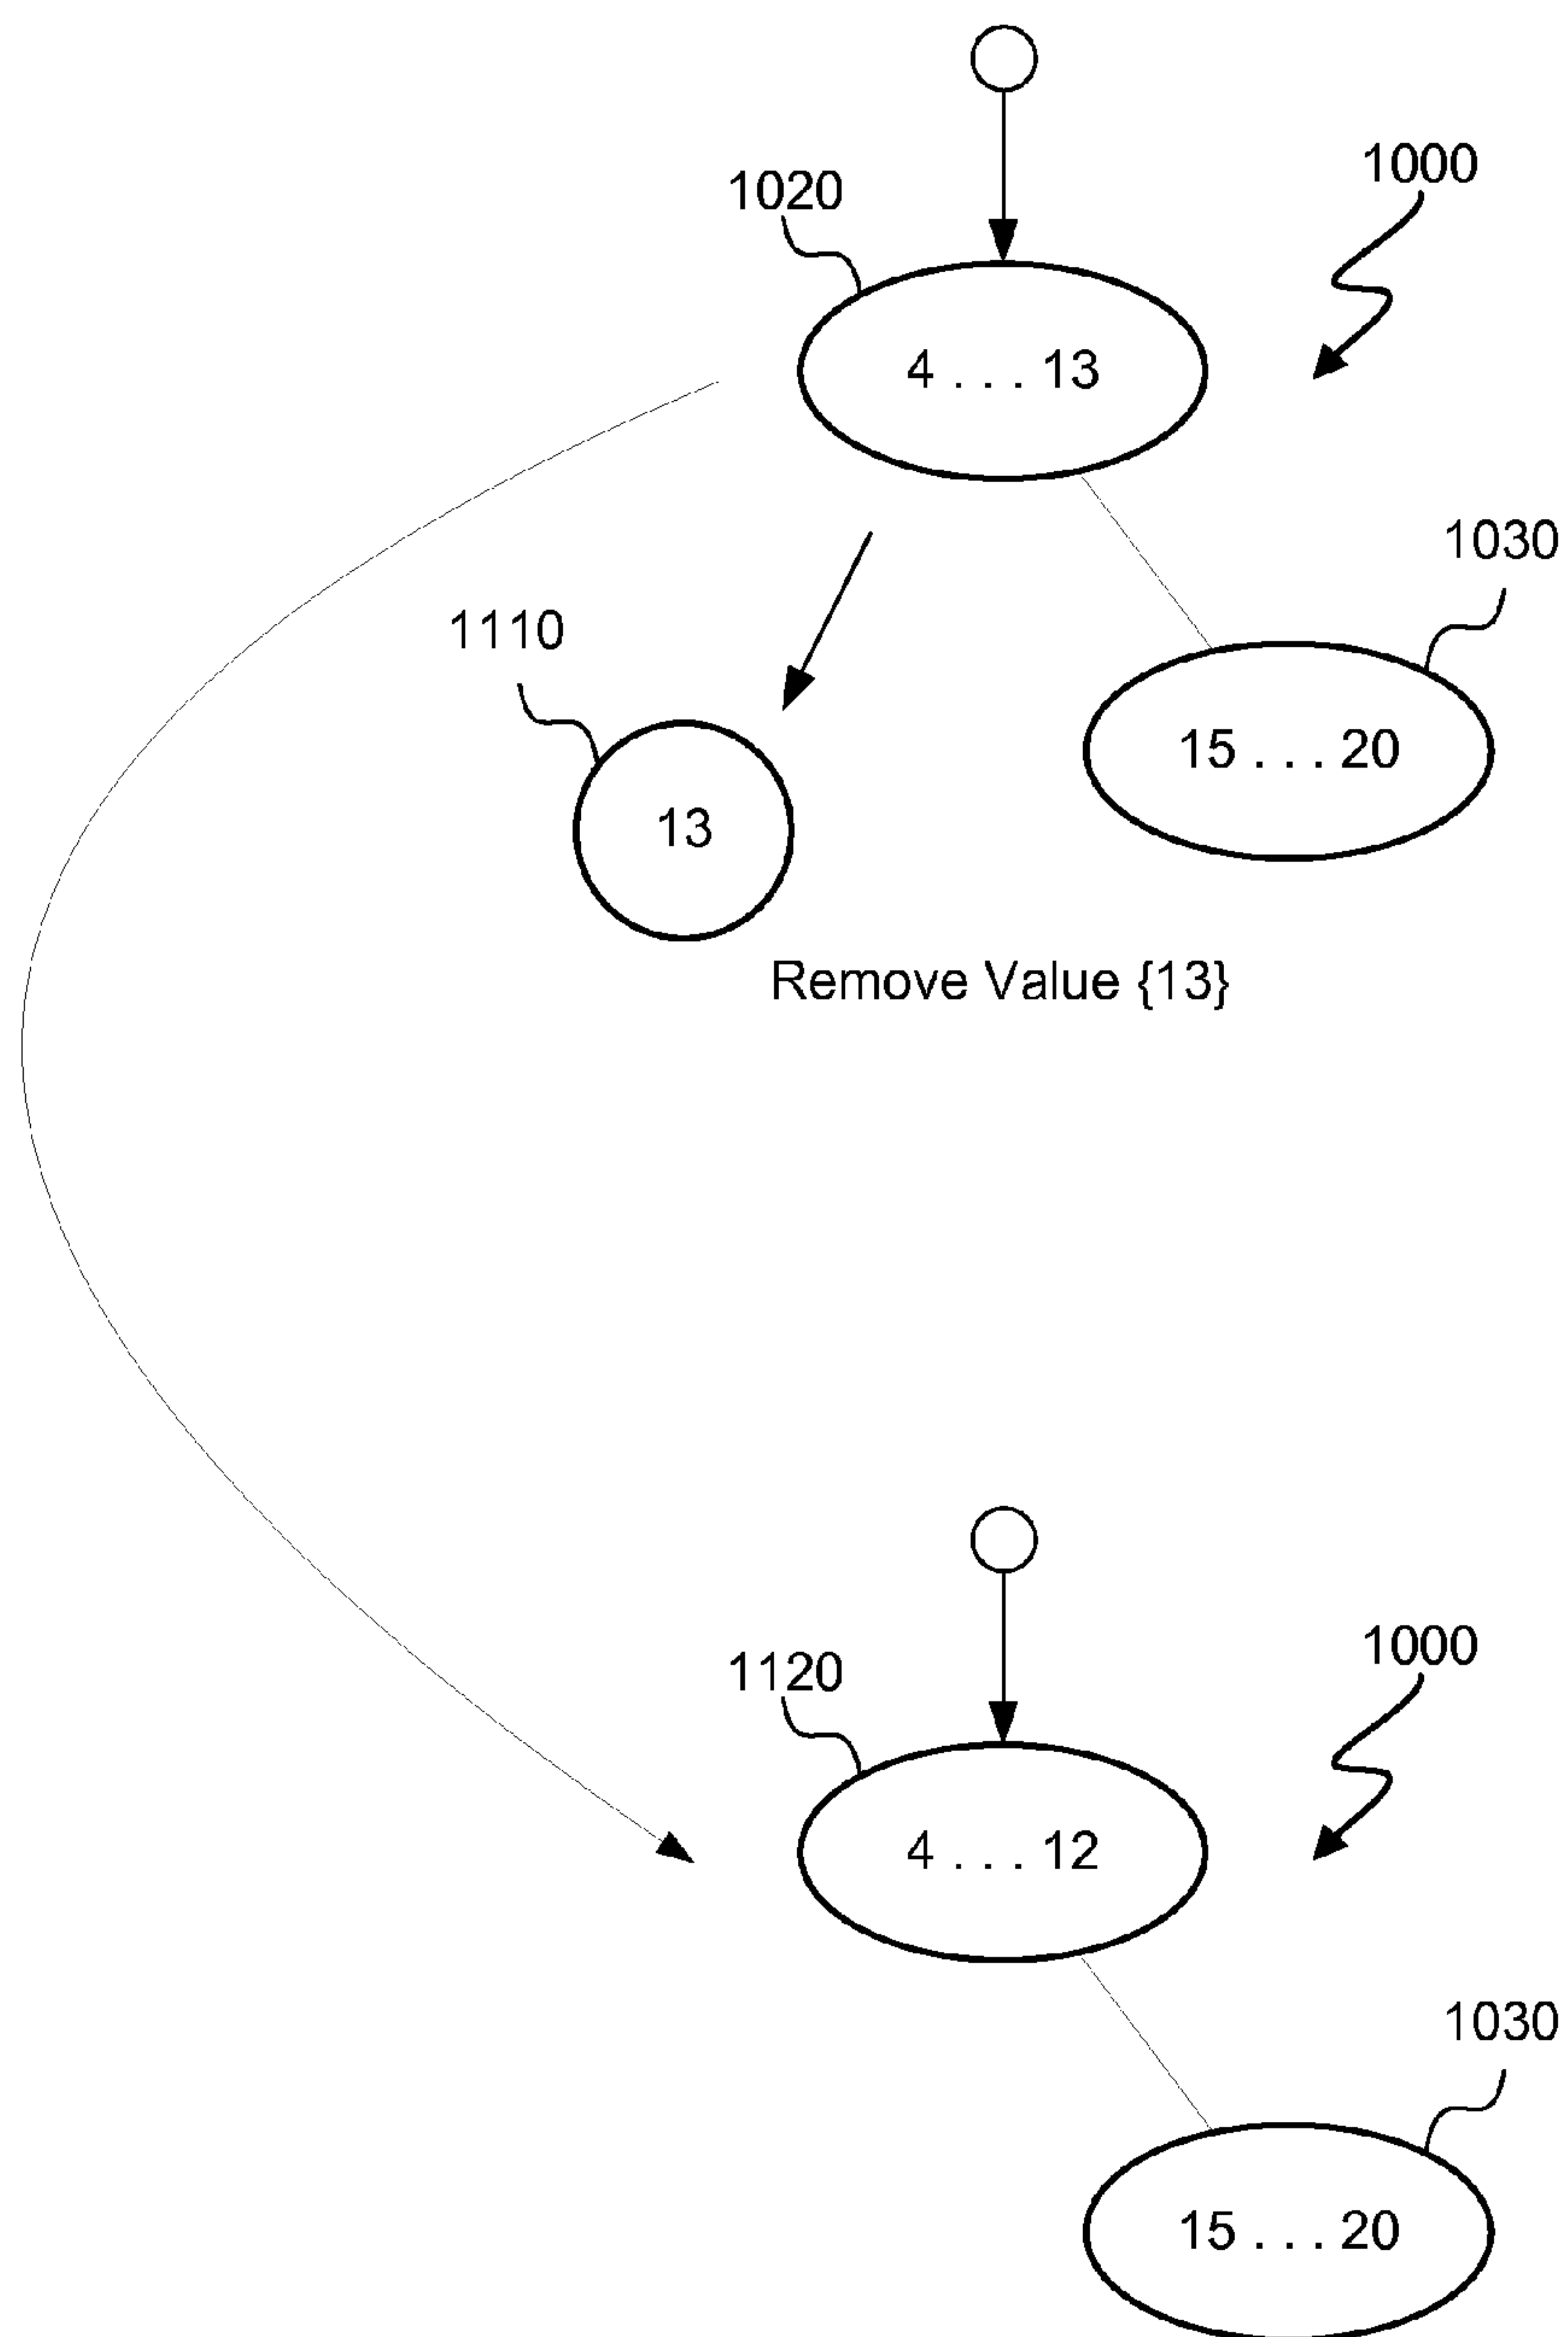 1000
1020
4 . . . 13
1030
1110
15 . . . 20
13
Remove Value {13}
1000
1120
4 . . . 12
1030
15 . . . 20